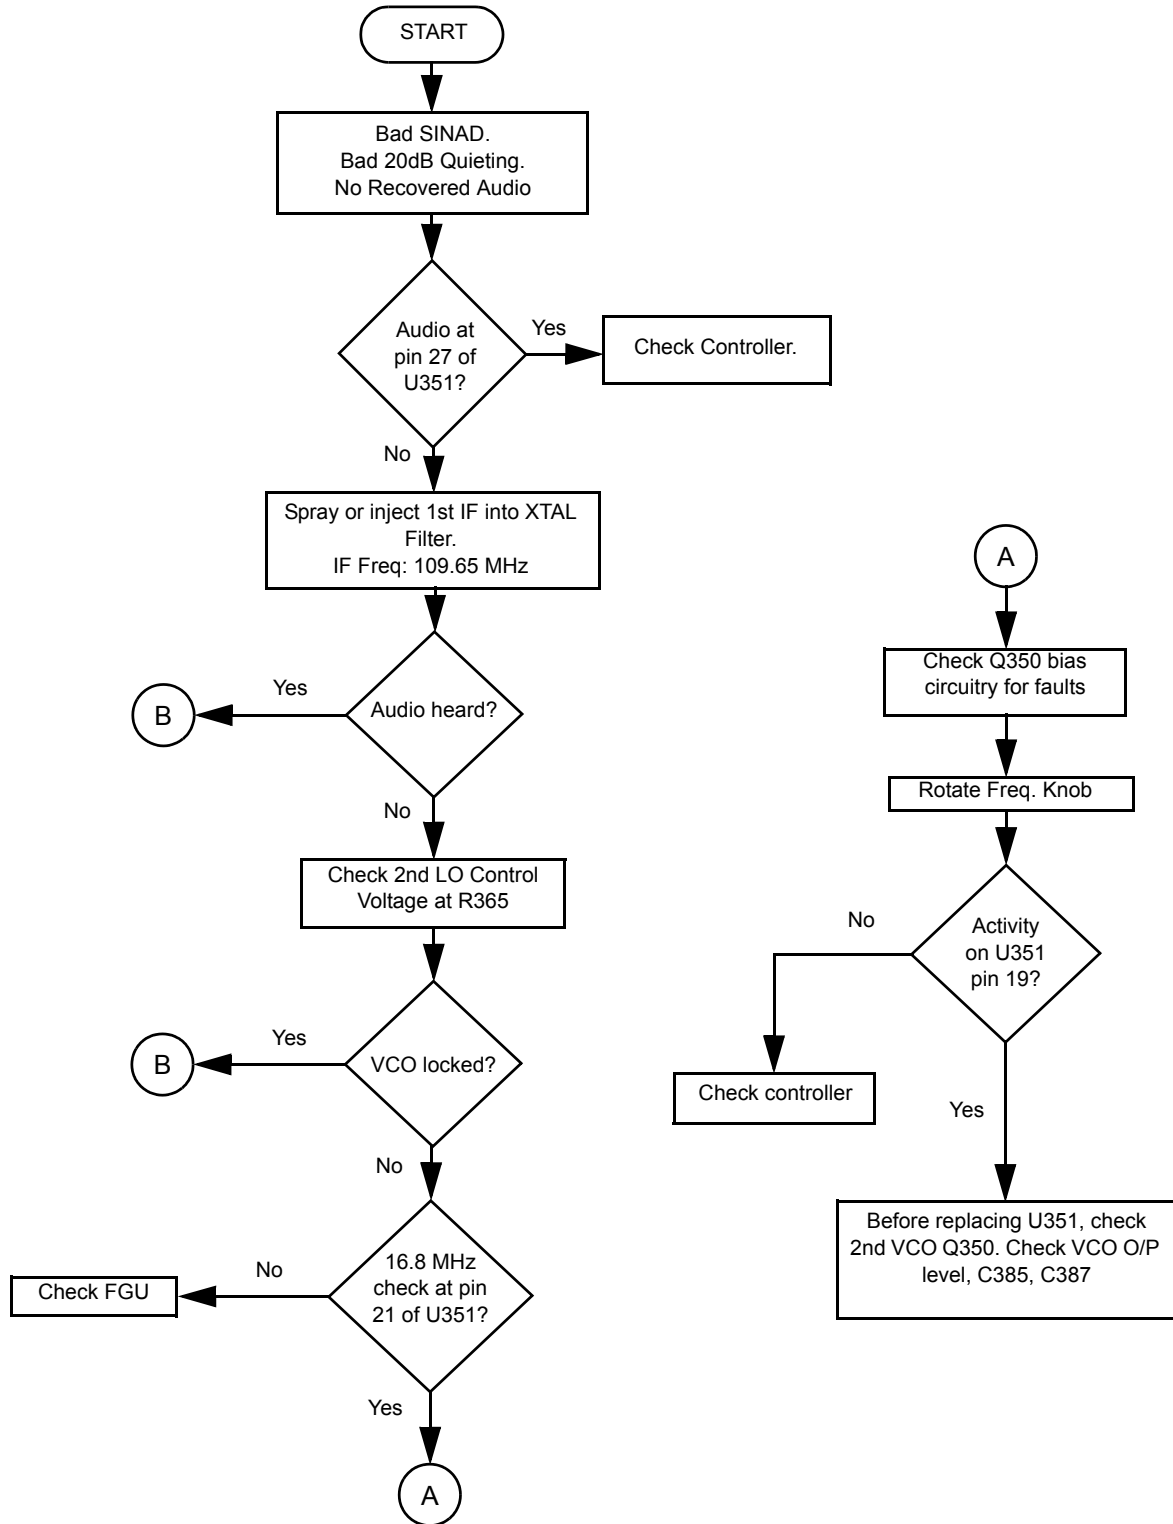 START
Bad SINAD.
Bad 20dB Quieting.
No Recovered Audio
Audio at
pin 27 of
U351?
Yes
Check Controller.
No
Spray or inject 1st IF into XTAL
Filter.
IF Freq: 109.65 MHz
Audio heard?
Yes
B
No
Check 2nd LO Control
Voltage at R365
VCO locked?
Yes
B
No
16.8 MHz
check at pin
21 of U351?
No
Check FGU
Yes
A
A
Check Q350 bias
circuitry for faults
Rotate Freq. Knob
Activity
on U351
pin 19?
No
Check controller
Yes
Before replacing U351, check
2nd VCO Q350. Check VCO O/P
level, C385, C387